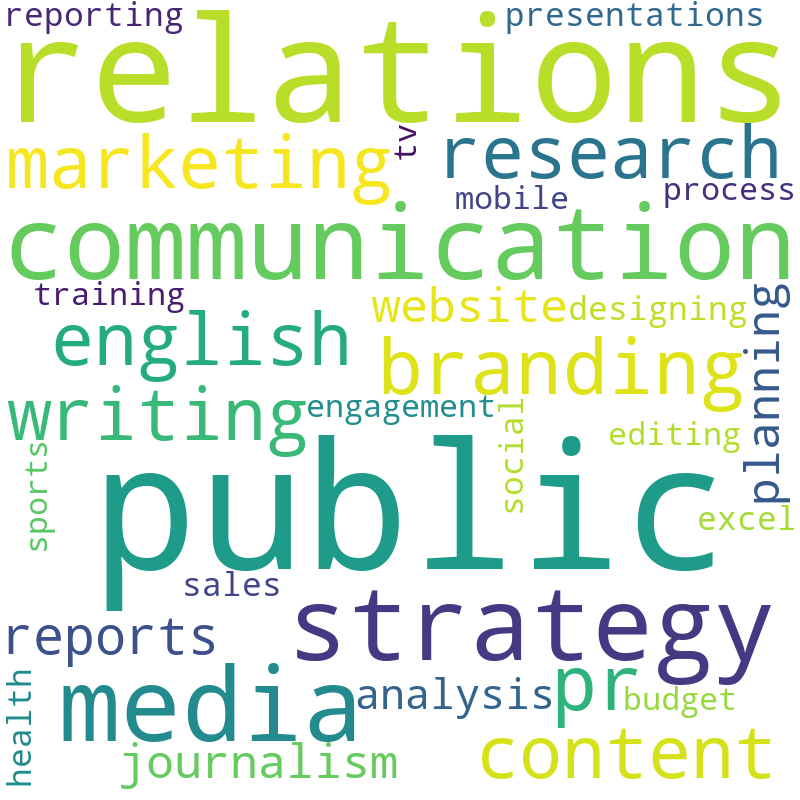 reporting
presentations
relations
marketing
tv
research
mobile
process
communication
training
website
designing
planning
english
branding
writing
engagement
social
editing
sports
public
excel
sales
strategy
reports
media
analysis
pr
budget
health
journalism
content